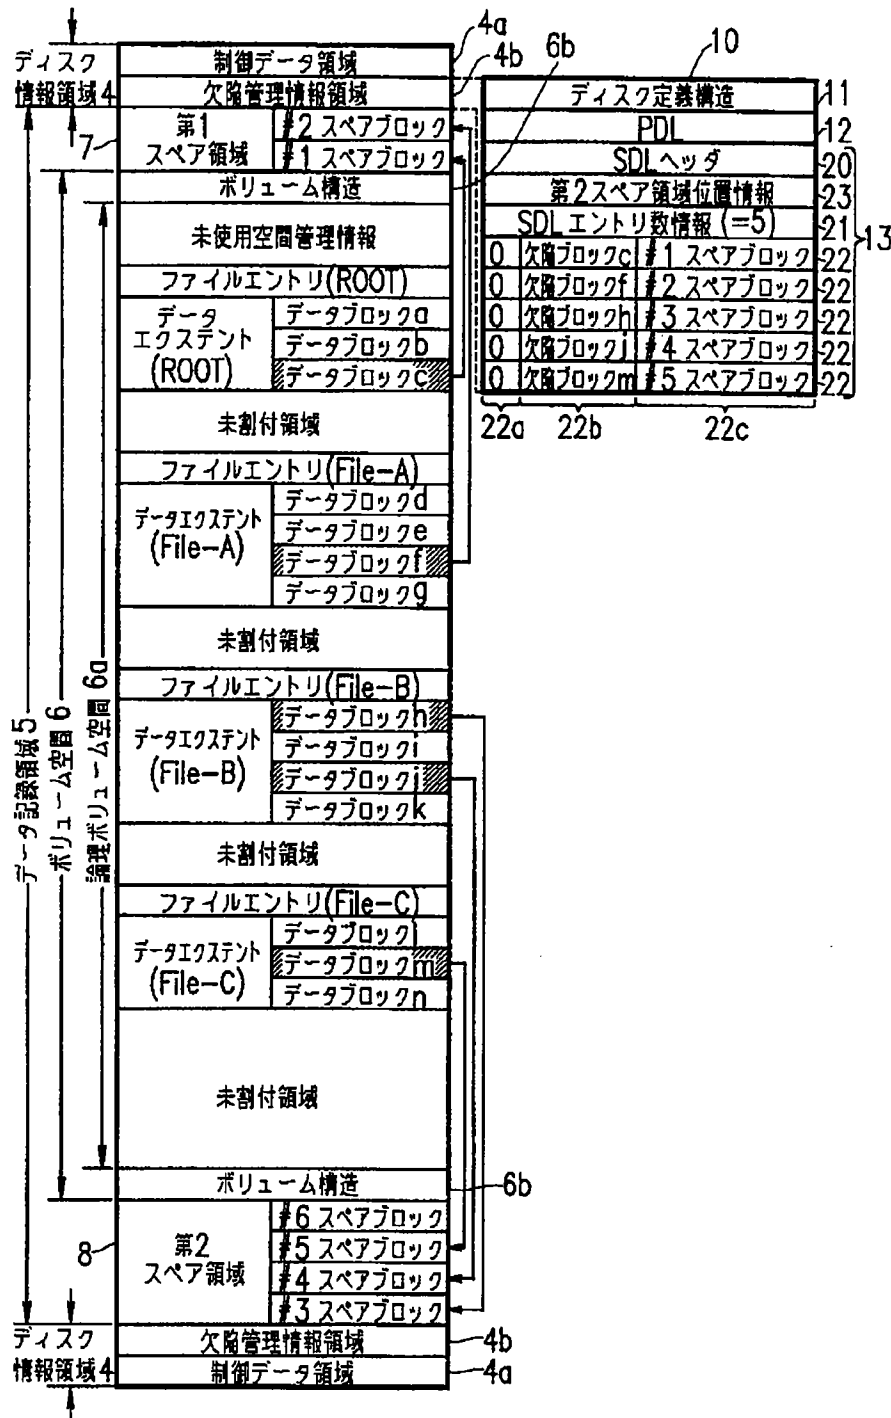 ディスク
情報領域4
制御データ領域
4a
欠陥管理情報領域
4b
6b
第1
スペア領域
7
#2 スペアブロック
#1 スペアブロック
ボリューム構造
6b
未使用空間管理情報
ファイルエントリ(ROOT)
データ
エクステント
(ROOT)
データブロックa
データブロックb
データブロックc
未割付領域
ファイルエントリ(File-A)
データエクステント
(File-A)
データブロックd
データブロックe
データブロックf
データブロックg
未割付領域
ファイルエントリ(File-B)
データエクステント
(File-B)
データブロックh
データブロックi
データブロックj
データブロックk
未割付領域
ファイルエントリ(File-C)
データエクステント
(File-C)
データブロックl
データブロックm
データブロックn
未割付領域
ボリューム構造
6b
8
第2
スペア領域
#6 スペアブロック
#5 スペアブロック
#4 スペアブロック
#3 スペアブロック
ディスク
情報領域4
欠陥管理情報領域
4b
制御データ領域
4a
データ記録領域5
ボリューム空間6
論理ボリューム空間6a
10
ディスク定義構造
11
PDL
12
SDLヘッダ
20
第2スペア領域位置情報
23
SDLエントリ数情報(=5)
21
13
0 欠陥ブロックc #1 スペアブロック 22
0 欠陥ブロックf #2 スペアブロック 22
0 欠陥ブロックh #3 スペアブロック 22
0 欠陥ブロックj #4 スペアブロック 22
0 欠陥ブロックm #5 スペアブロック 22
22a 22b 22c